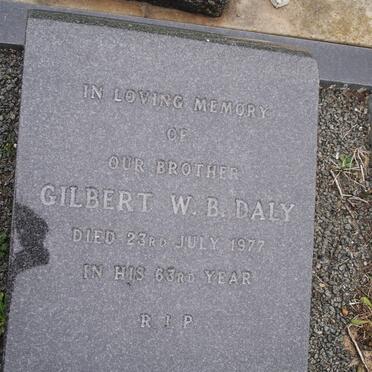 IN LOVING MEMORY
OF
OUR BROTHER
GILBERT W. B. DALY
DIED 23RD JULY 1977
IN HIS 63RD YEAR
R I P